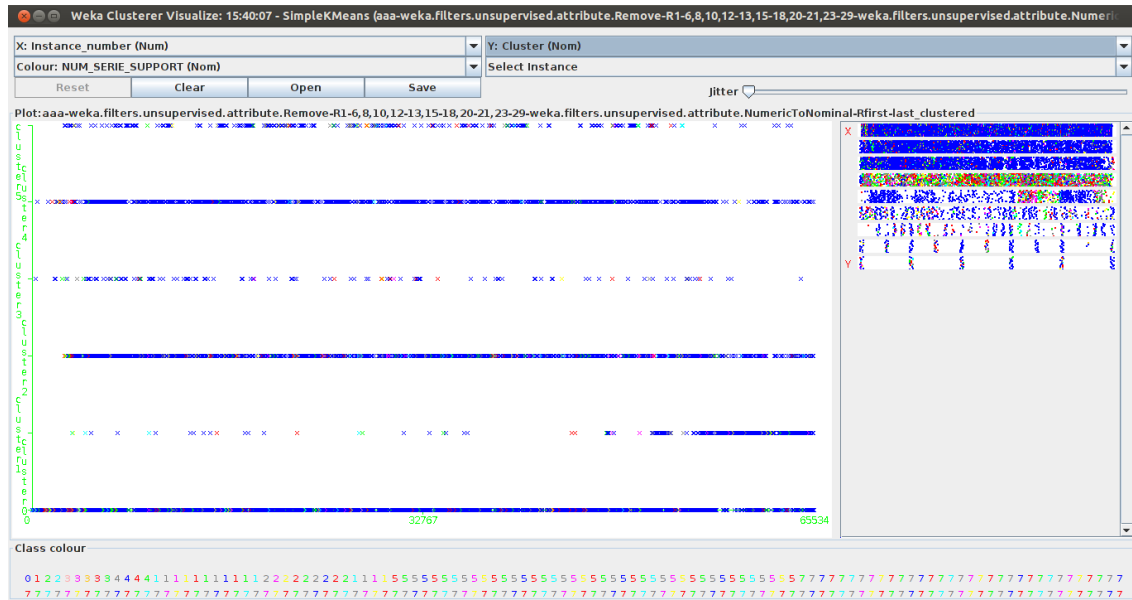 Weka Clusterer Visualize: 15:40:07 - SimpleKMeans (aaa-weka.filters.unsupervised.attribute.Remove-R1-6,8,10,12-13,15-18,20-21,23-29-weka.filters.unsupervised.attribute.Numeric
X: Instance_number (Num)
Y: Cluster (Nom)
Colour: NUM_SERIE_SUPPORT (Nom)
Select Instance
Reset
Clear
Open
Save
Jitter
Plot:aaa-weka.filters.unsupervised.attribute.Remove-R1-6,8,10,12-13,15-18,20-21,23-29-weka.filters.unsupervised.attribute.NumericToNominal-Rfirst-last_clustered
cluster5
cluster4
cluster3
cluster2
cluster1
cluster0
0
32767
65534
X
Y
Class colour